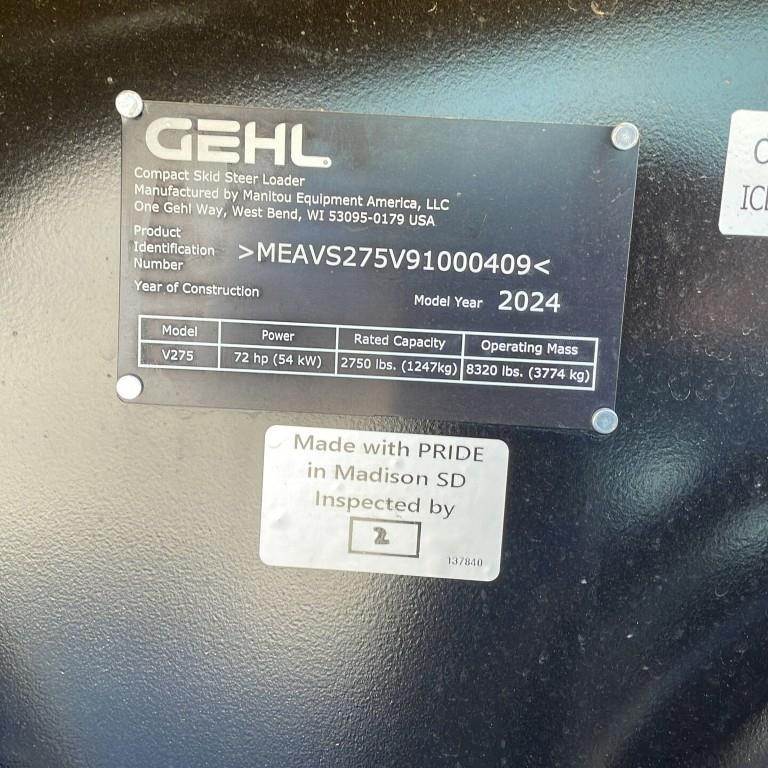 GEHL
Compact Skid Steer Loader
Manufactured by Manitou Equipment America, LLC
One Gehl Way, West Bend, WI 53095-0179 USA
Product
Identification
Number
>MEAVS275V91000409<
Year of Construction
Model Year 2024
Model Power Rated Capacity Operating Mass
V275 72 hp (54 kW) 2750 lbs. (1247kg) 8320 lbs. (3774 kg)
Made with PRIDE
in Madison SD
Inspected by
2
137840